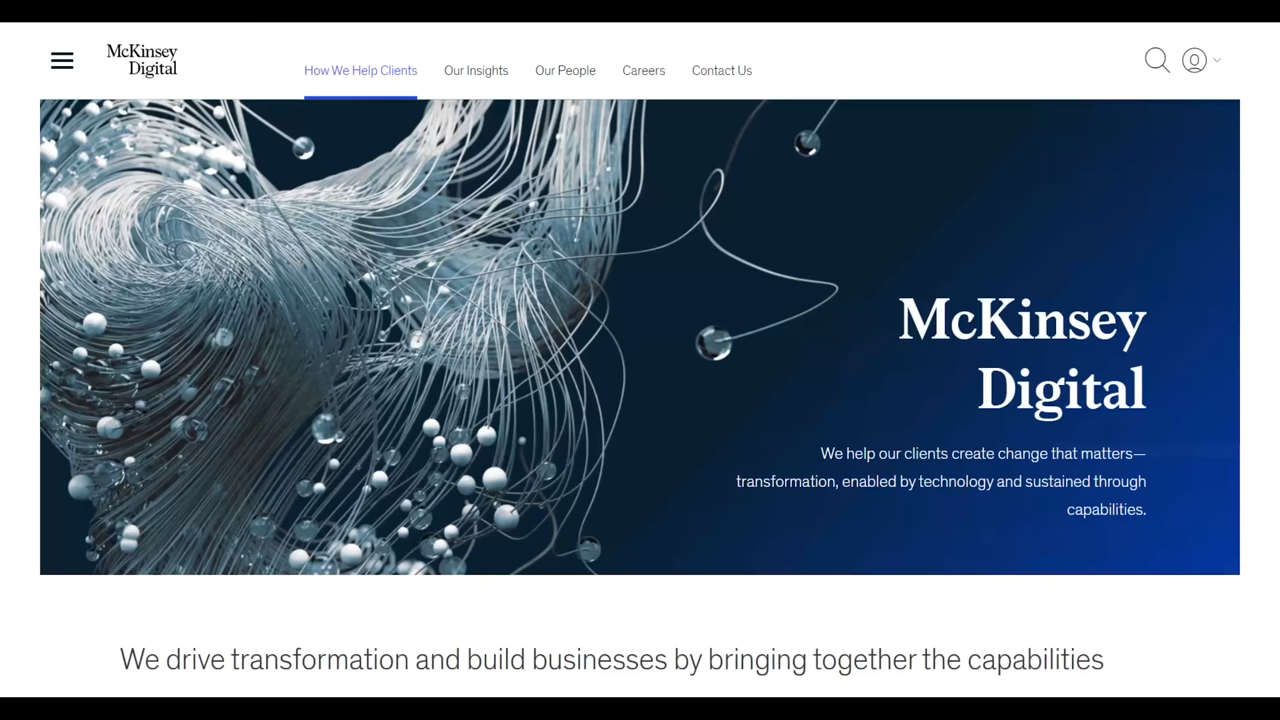 McKinsey
Digital
How We Help Clients
Our Insights
Our People
Careers
Contact Us
McKinsey
Digital
We help our clients create change that matters—
transformation, enabled by technology and sustained through
capabilities.
We drive transformation and build businesses by bringing together the capabilities